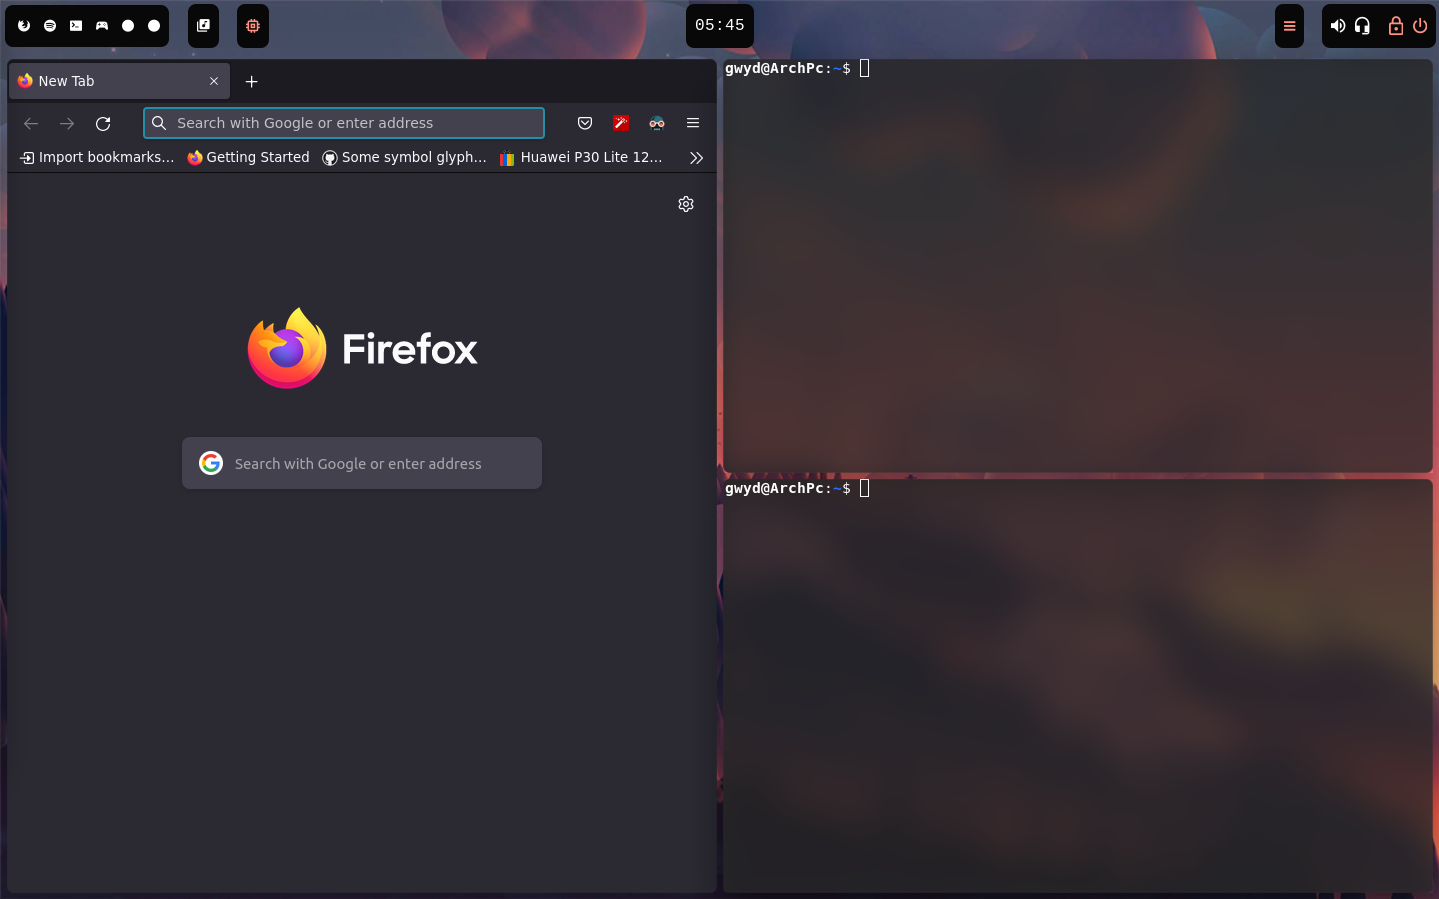 05:45
New Tab
Search with Google or enter address
Import bookmarks…
Getting Started
Some symbol glyph…
Huawei P30 Lite 12…
Firefox
Search with Google or enter address
gwyd@ArchPc:~$
gwyd@ArchPc:~$